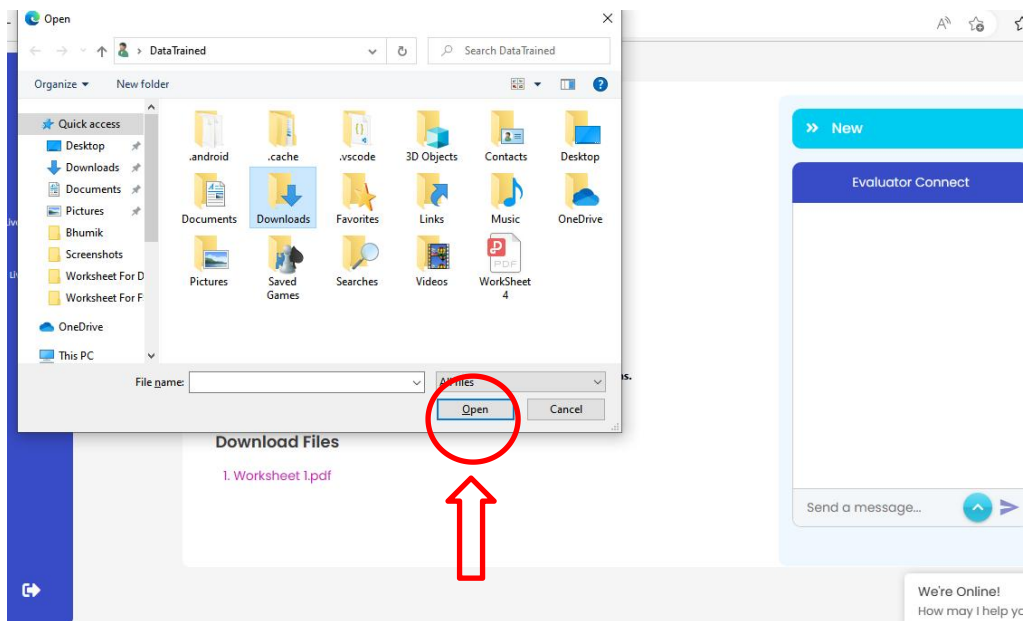 Open
DataTrained
Search DataTrained
Organize
New folder
Quick access
Desktop
Downloads
Documents
Pictures
Bhumik
Screenshots
Worksheet For D
Worksheet For F
OneDrive
This PC
.android
.cache
.vscode
3D Objects
Contacts
Desktop
Documents
Downloads
Favorites
Links
Music
OneDrive
Pictures
Saved
Games
Searches
Videos
PDF
WorkSheet
4
File name:
All files
Open
Cancel
Download Files
1. Worksheet 1.pdf
New
Evaluator Connect
Send a message...
We're Online!
How may I help yo